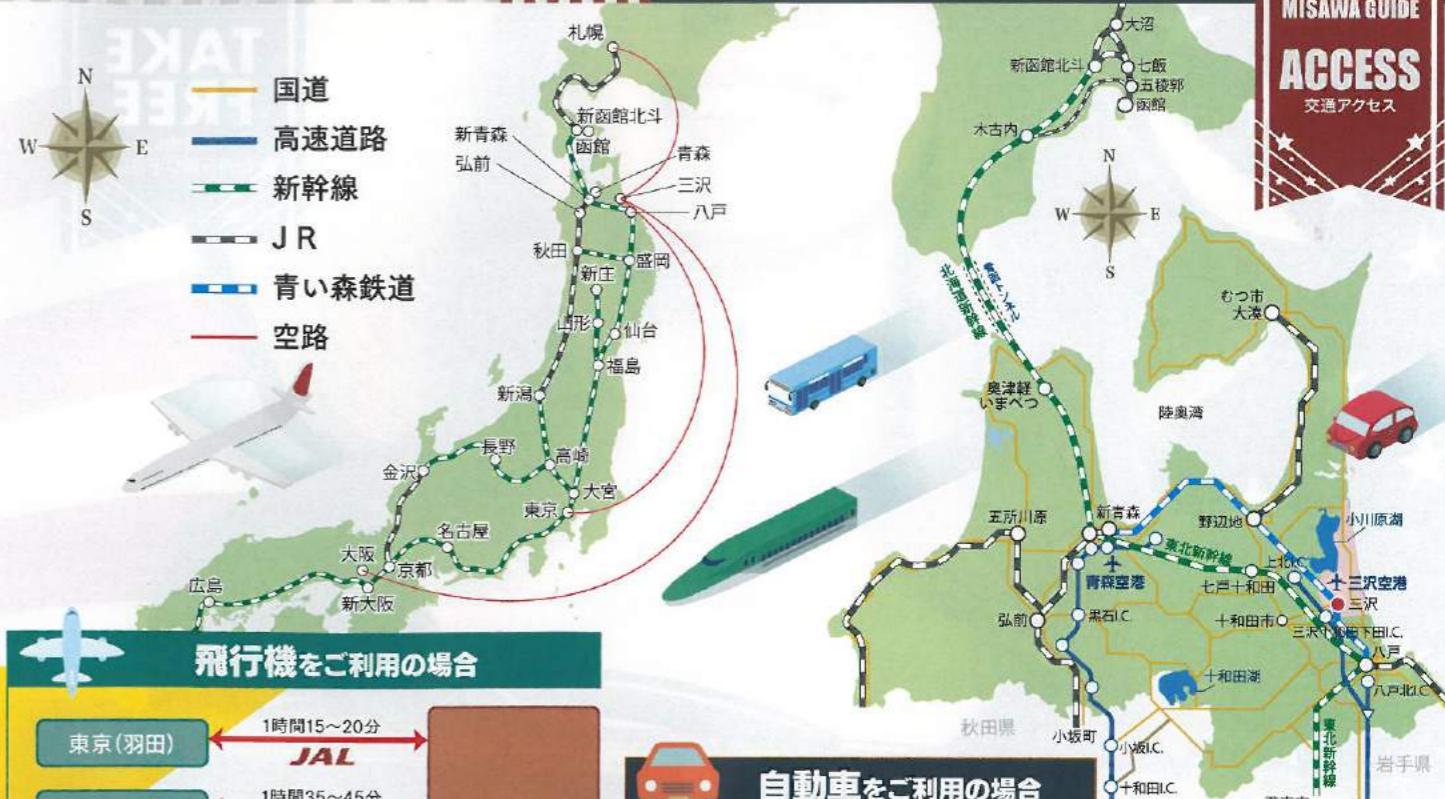 MISAWA GUIDE
ACCESS
交通アクセス
TAKE
FREE
N
W
E
S
国道
高速道路
新幹線
JR
青い森鉄道
空路
札幌
新函館北斗
函館
新青森
弘前
青森
三沢
八戸
秋田
盛岡
新庄
山形
仙台
福島
新潟
長野
高崎
金沢
大宮
東京
名古屋
大阪
京都
新大阪
広島
大沼
新函館北斗
七飯
五稜郭
函館
木古内
N
W
E
S
北海道新幹線
青函トンネル
むつ市
大湊
奥津軽
いまべつ
陸奥湾
五所川原
新青森
野辺地
小川原湖
東北新幹線
上北I.C.
青森空港
七戸十和田
三沢空港
三沢
弘前
黒石I.C.
十和田市
三沢十和田下田I.C.
八戸
十和田湖
八戸北I.C.
秋田県
小坂町
小坂I.C.
東北新幹線
岩手県
十和田I.C.
飛行機をご利用の場合
東京(羽田)
1時間15～20分
JAL
1時間35～45分
自動車をご利用の場合